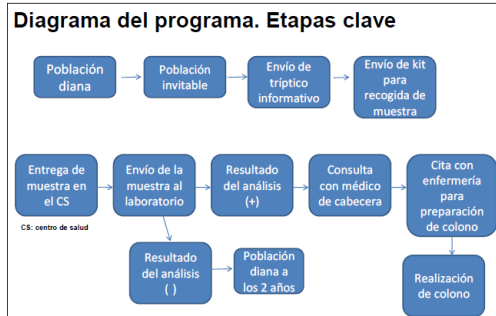 Diagrama del programa. Etapas clave
Población
diana
Población
invitable
Envío de
tríptico
informativo
Envío de kit
para
recogida de
muestra
Entrega de
muestra en
el CS
Envío de la
muestra al
laboratorio
Resultado
del análisis
(+)
Consulta
con médico
de cabecera
Cita con
enfermería
para
preparación
de colono
CS: centro de salud
Resultado
del análisis
( )
Población
diana a
los 2 años
Realización
de colono